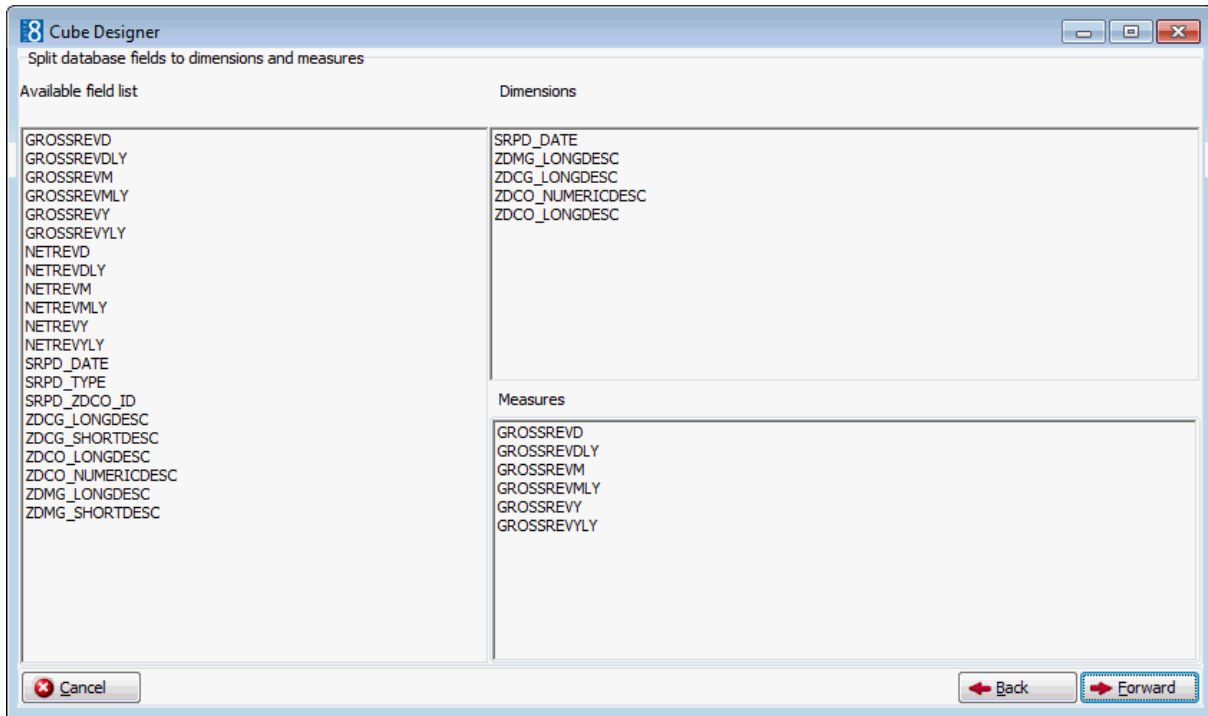 8 Cube Designer
Split database fields to dimensions and measures
Available field list
GROSSREVD
GROSSREVDLY
GROSSREVM
GROSSREVMLY
GROSSREVY
GROSSREVYLY
NETREVD
NETREVDLY
NETREVM
NETREVMLY
NETREVY
NETREVYLY
SRPD_DATE
SRPD_TYPE
SRPD_ZDCO_ID
ZDCG_LONGDESC
ZDCG_SHORTDESC
ZDCO_LONGDESC
ZDCO_NUMERICDESC
ZDMG_LONGDESC
ZDMG_SHORTDESC
Dimensions
SRPD_DATE
ZDMG_LONGDESC
ZDCG_LONGDESC
ZDCO_NUMERICDESC
ZDCO_LONGDESC
Measures
GROSSREVD
GROSSREVDLY
GROSSREVM
GROSSREVMLY
GROSSREVY
GROSSREVYLY
Cancel
Back
Forward